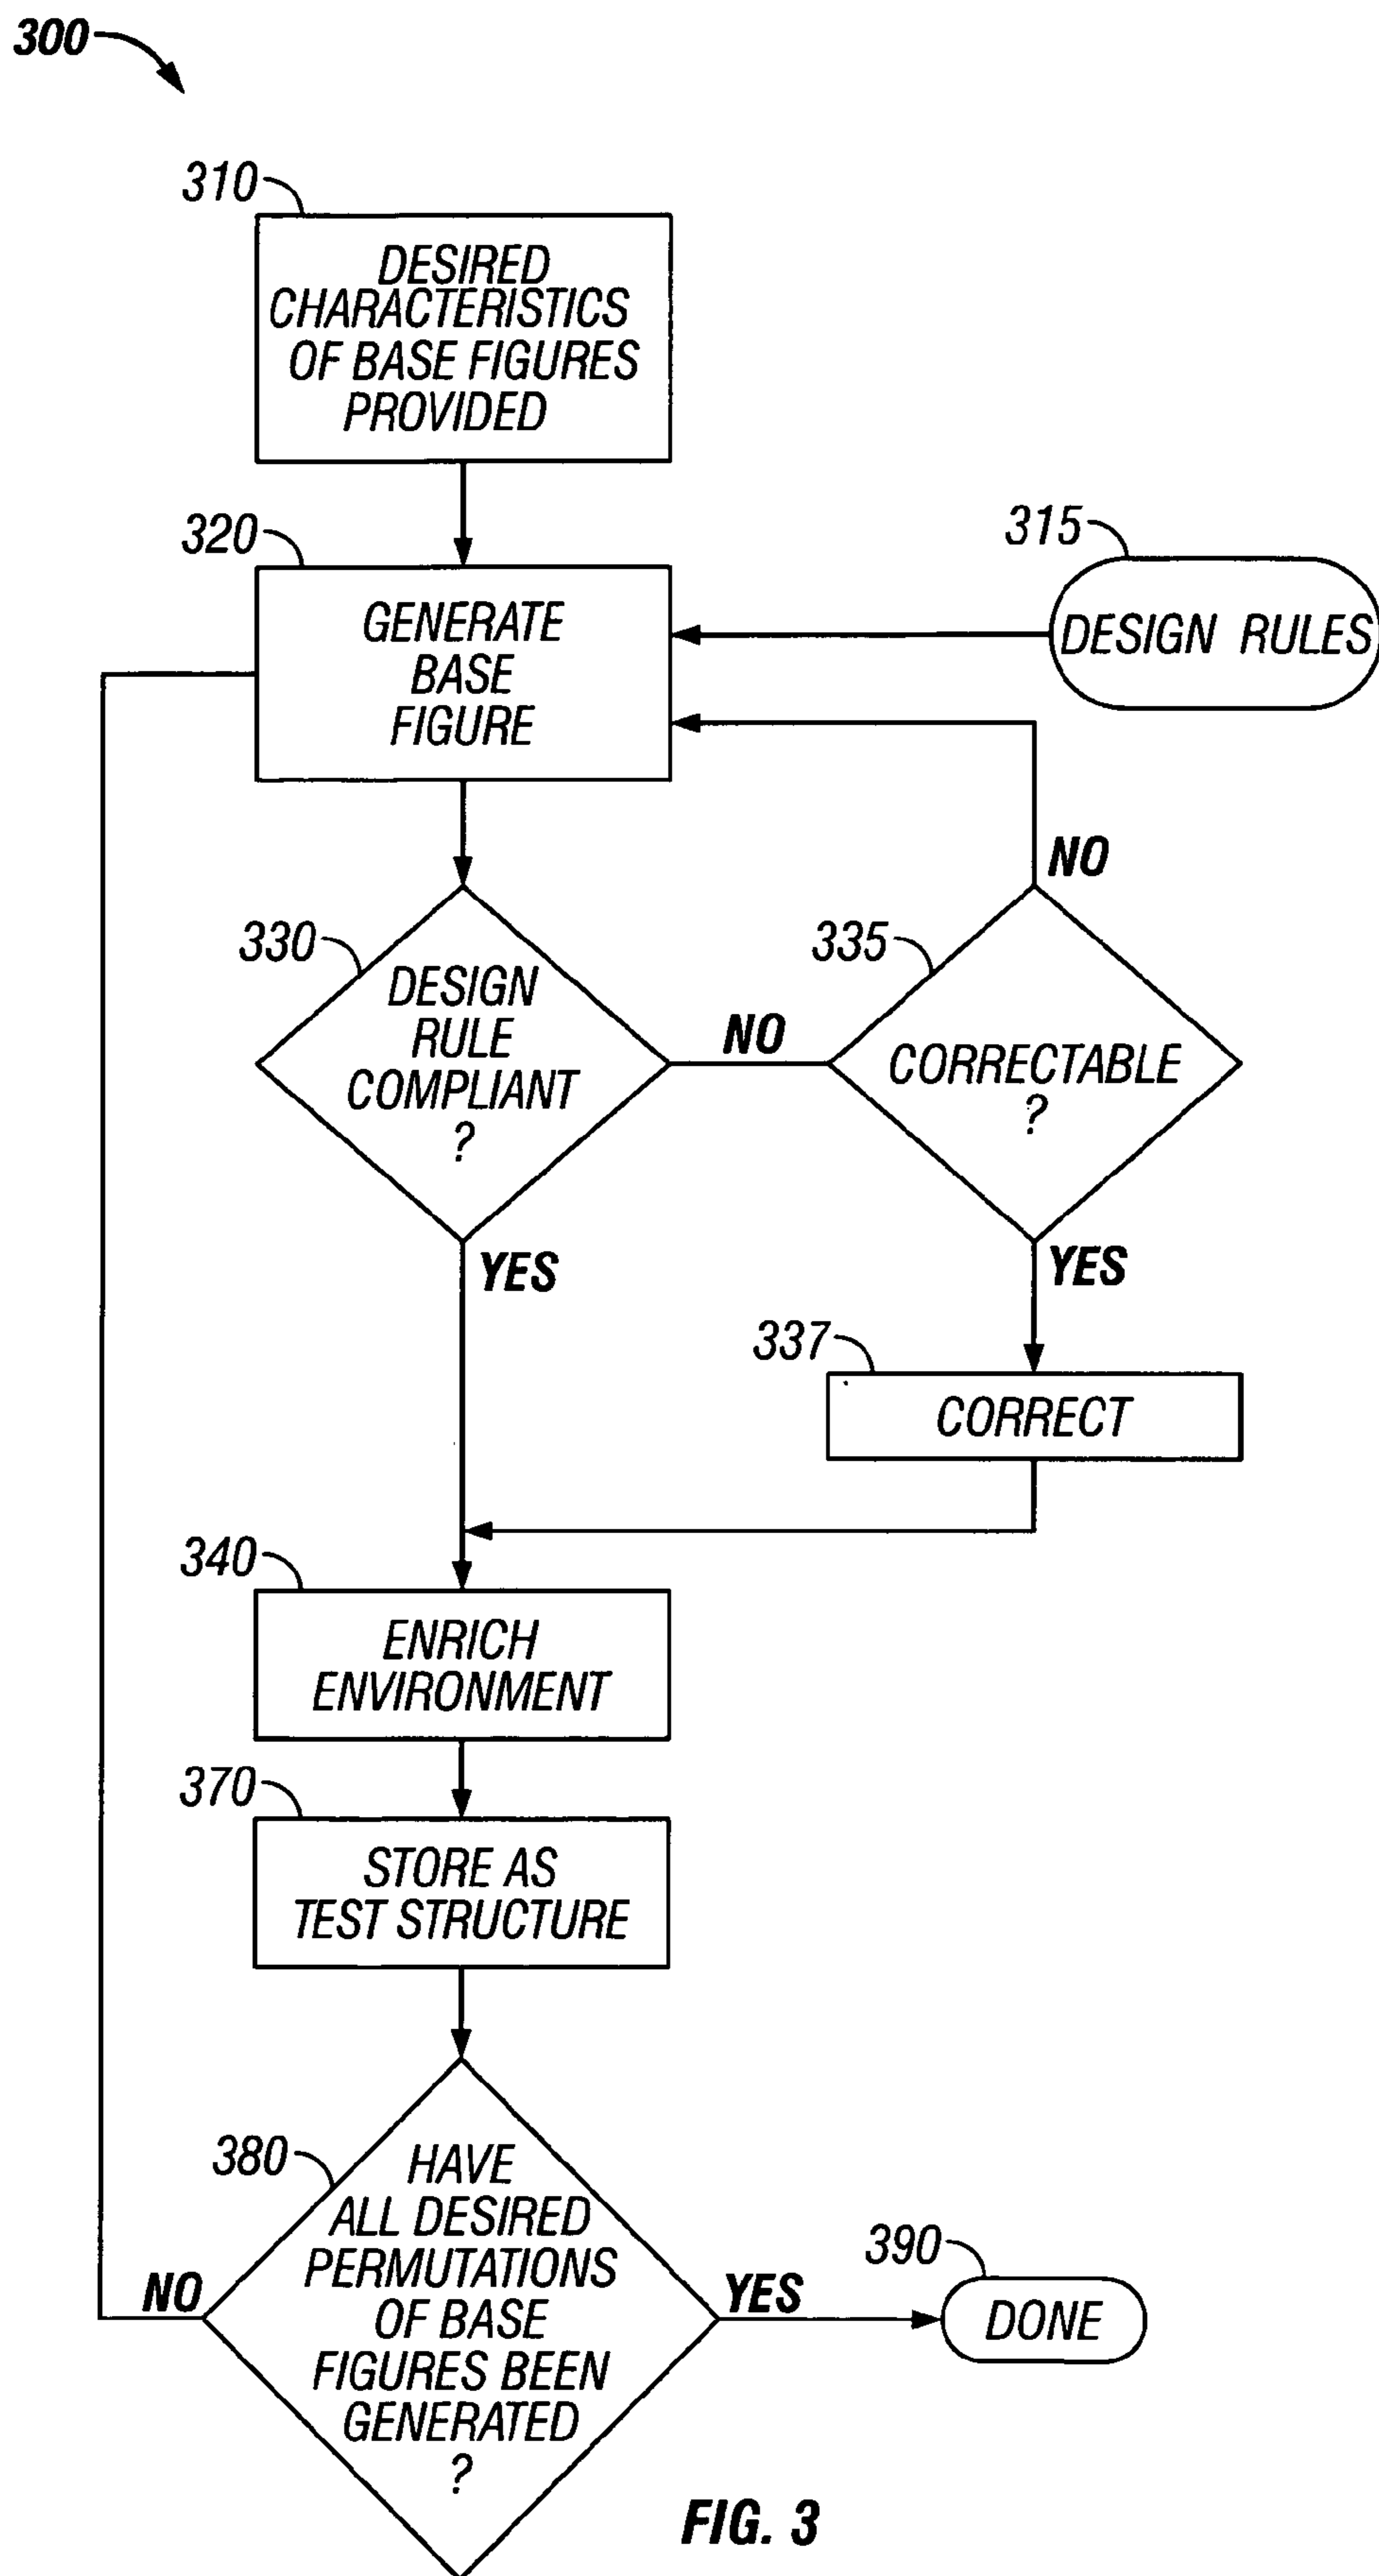 300
310
DESIRED
CHARACTERISTICS
OF BASE FIGURES
PROVIDED
320
315
GENERATE
BASE
FIGURE
DESIGN RULES
NO
330
335
DESIGN
RULE
COMPLIANT
?
NO
CORRECTABLE
?
YES
YES
337
CORRECT
340
ENRICH
ENVIRONMENT
370
STORE AS
TEST STRUCTURE
380
HAVE
ALL DESIRED
PERMUTATIONS
OF BASE
FIGURES BEEN
GENERATED
?
NO
YES
390
DONE
FIG. 3